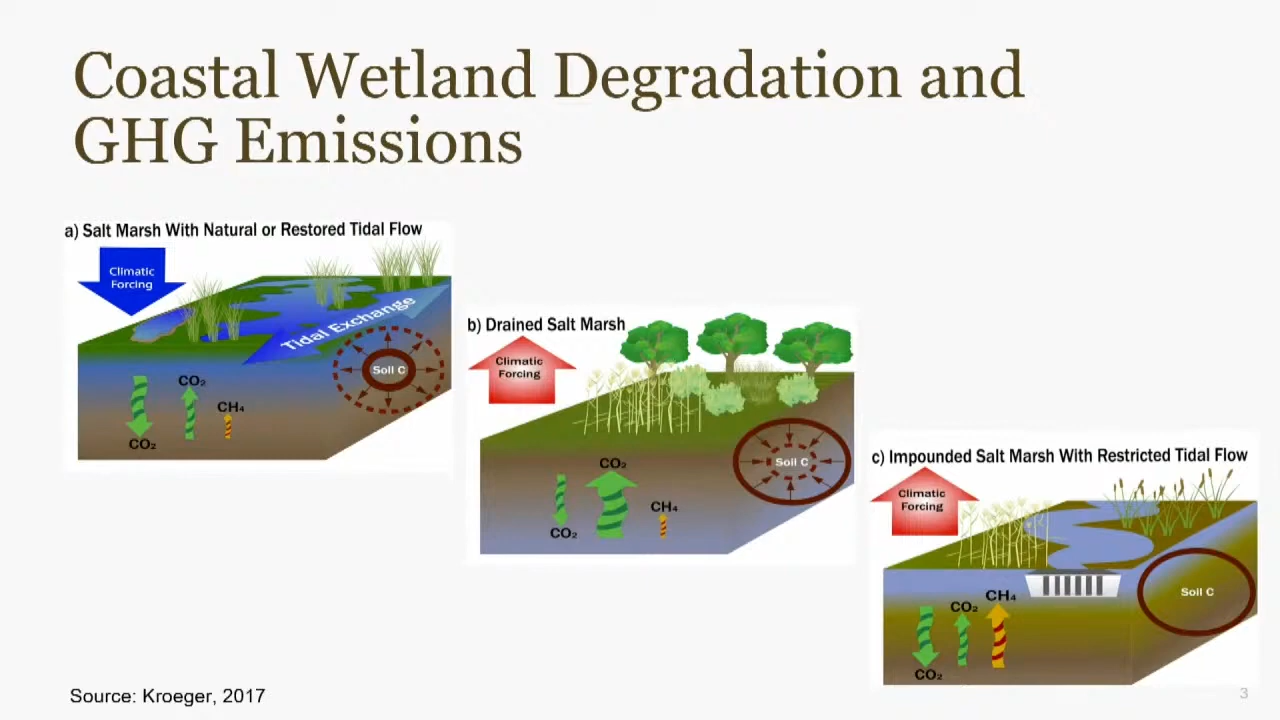 Coastal Wetland Degradation and
GHG Emissions
a) Salt Marsh With Natural or Restored Tidal Flow
Climatic
Forcing
Tidal Exchange
Soil C
CO₂
CH₄
CO₂
b) Drained Salt Marsh
Climatic
Forcing
Soil C
CO₂
CH₄
CO₂
c) Impounded Salt Marsh With Restricted Tidal Flow
Climatic
Forcing
Soil C
CH₄
CO₂
CO₂
Source: Kroeger, 2017
3